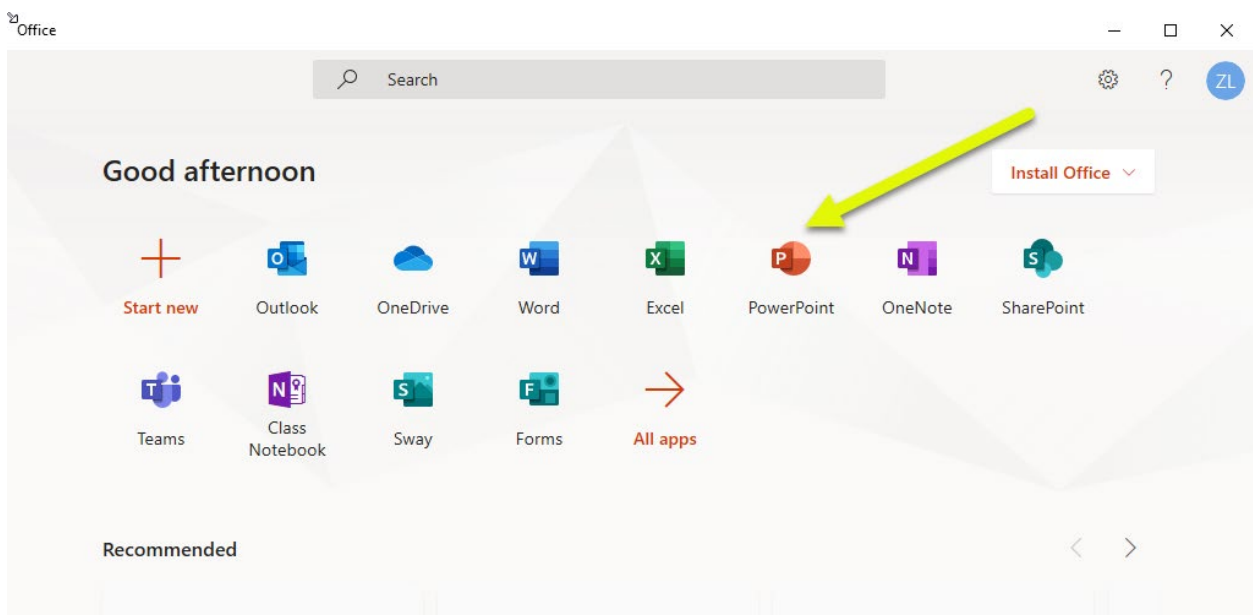 Office
Search
ZL
Good afternoon
Install Office
Start new
Outlook
OneDrive
Word
Excel
PowerPoint
OneNote
SharePoint
Teams
Class
Notebook
Sway
Forms
All apps
Recommended